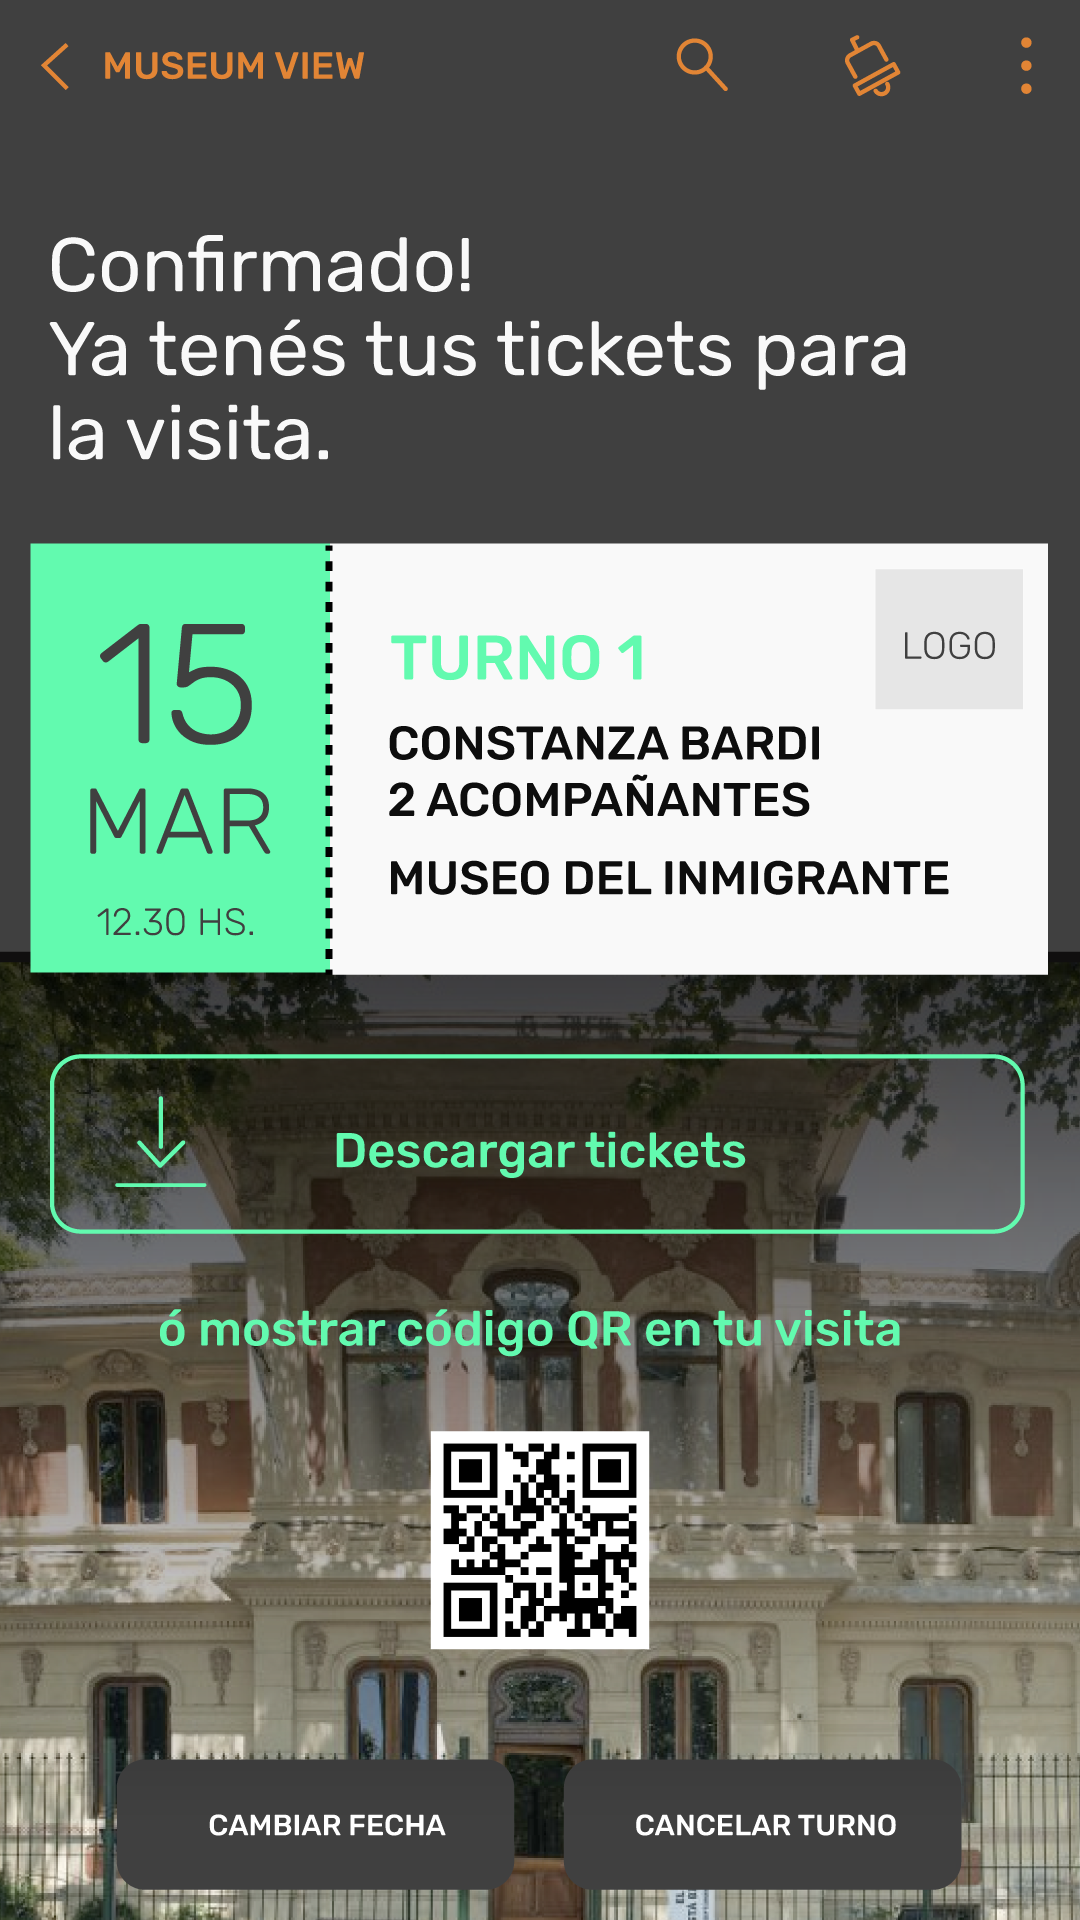 MUSEUM VIEW
Confirmado!
Ya tenés tus tickets para
la visita.
15
MAR
12.30 HS.
TURNO 1
LOGO
CONSTANZA BARDI
2 ACOMPAÑANTES
MUSEO DEL INMIGRANTE
Descargar tickets
ó mostrar código QR en tu visita
CAMBIAR FECHA
CANCELAR TURNO